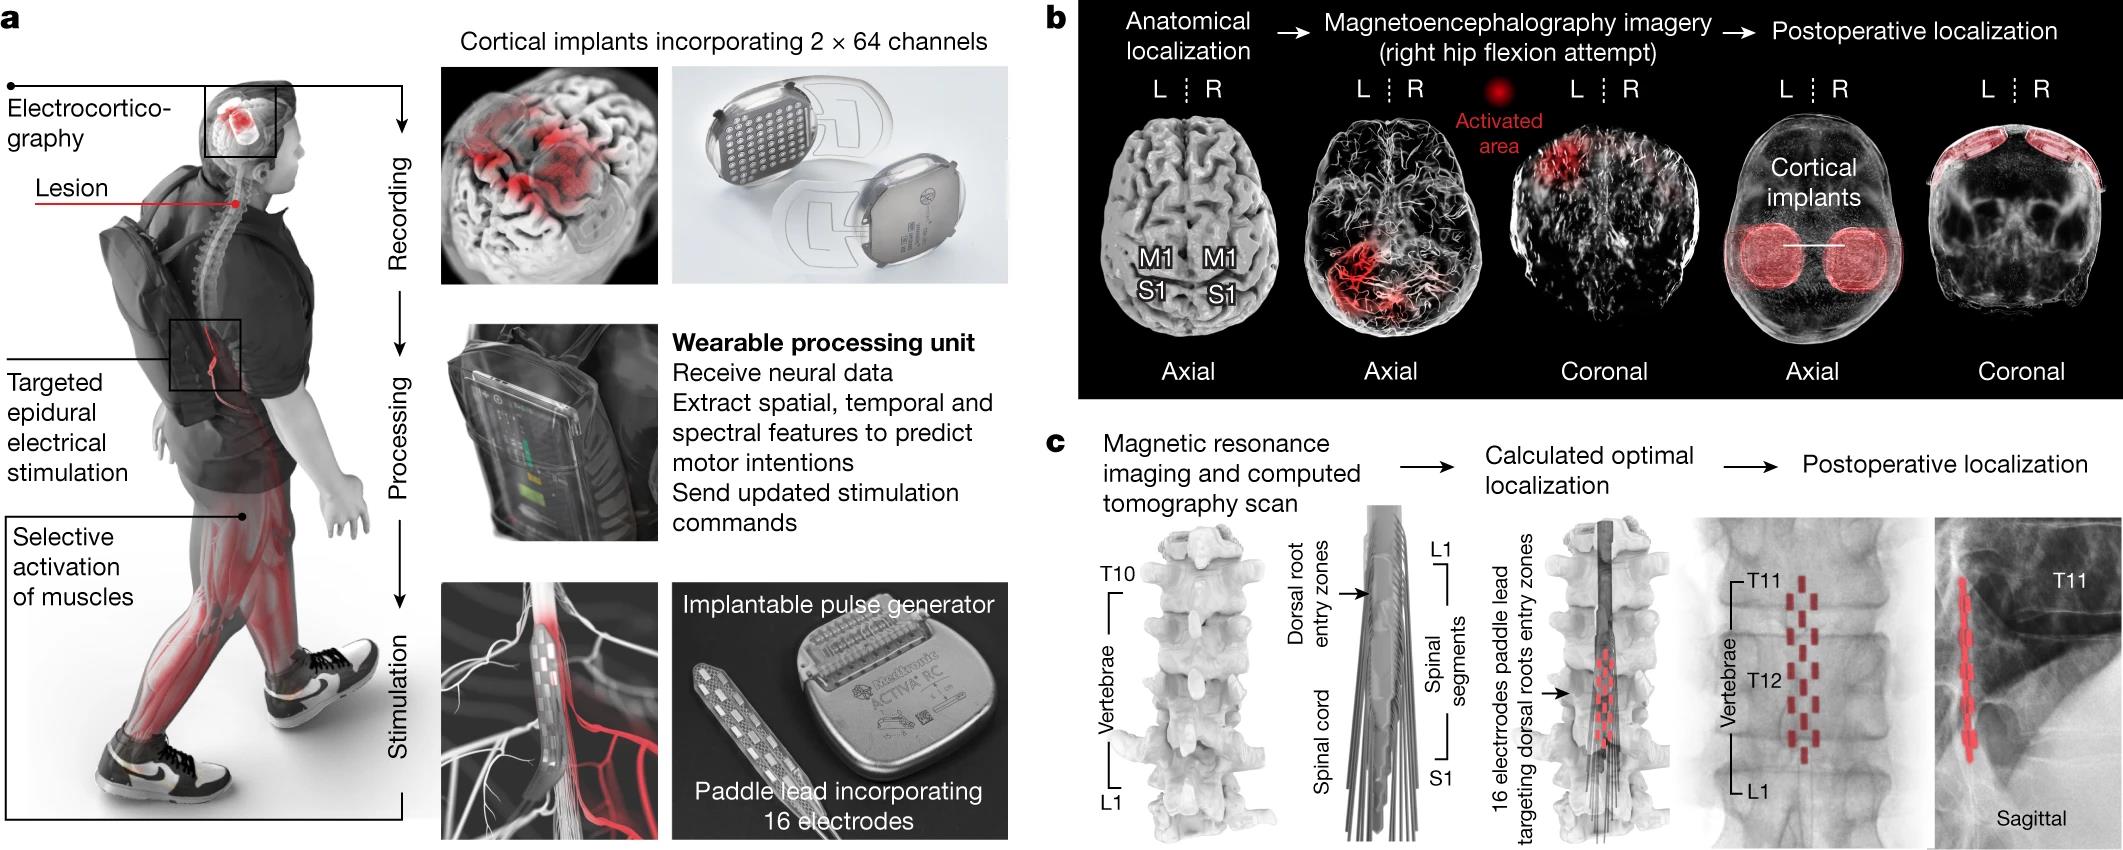 a
Cortical implants incorporating 2 × 64 channels
Electrocortico-
graphy
Lesion
Targeted
epidural
electrical
stimulation
Selective
activation
of muscles
Recording
Processing
Stimulation
Wearable processing unit
Receive neural data
Extract spatial, temporal and
spectral features to predict
motor intentions
Send updated stimulation
commands
Implantable pulse generator
Medtronic
ACTIVA® RC
Paddle lead incorporating
16 electrodes
b
Anatomical
localization
Magnetoencephalography imagery
(right hip flexion attempt)
Postoperative localization
L R
L R
Activated
area
L R
L R
L R
M1 M1
S1 S1
Cortical
implants
Axial
Axial
Coronal
Axial
Coronal
c
Magnetic resonance
imaging and computed
tomography scan
Calculated optimal
localization
Postoperative localization
T10
Vertebrae
L1
Dorsal root
entry zones
Spinal cord
L1
Spinal
segments
S1
16 electrrodes paddle lead
targeting dorsal roots entry zones
T11
Vertebrae
T12
L1
T11
Sagittal